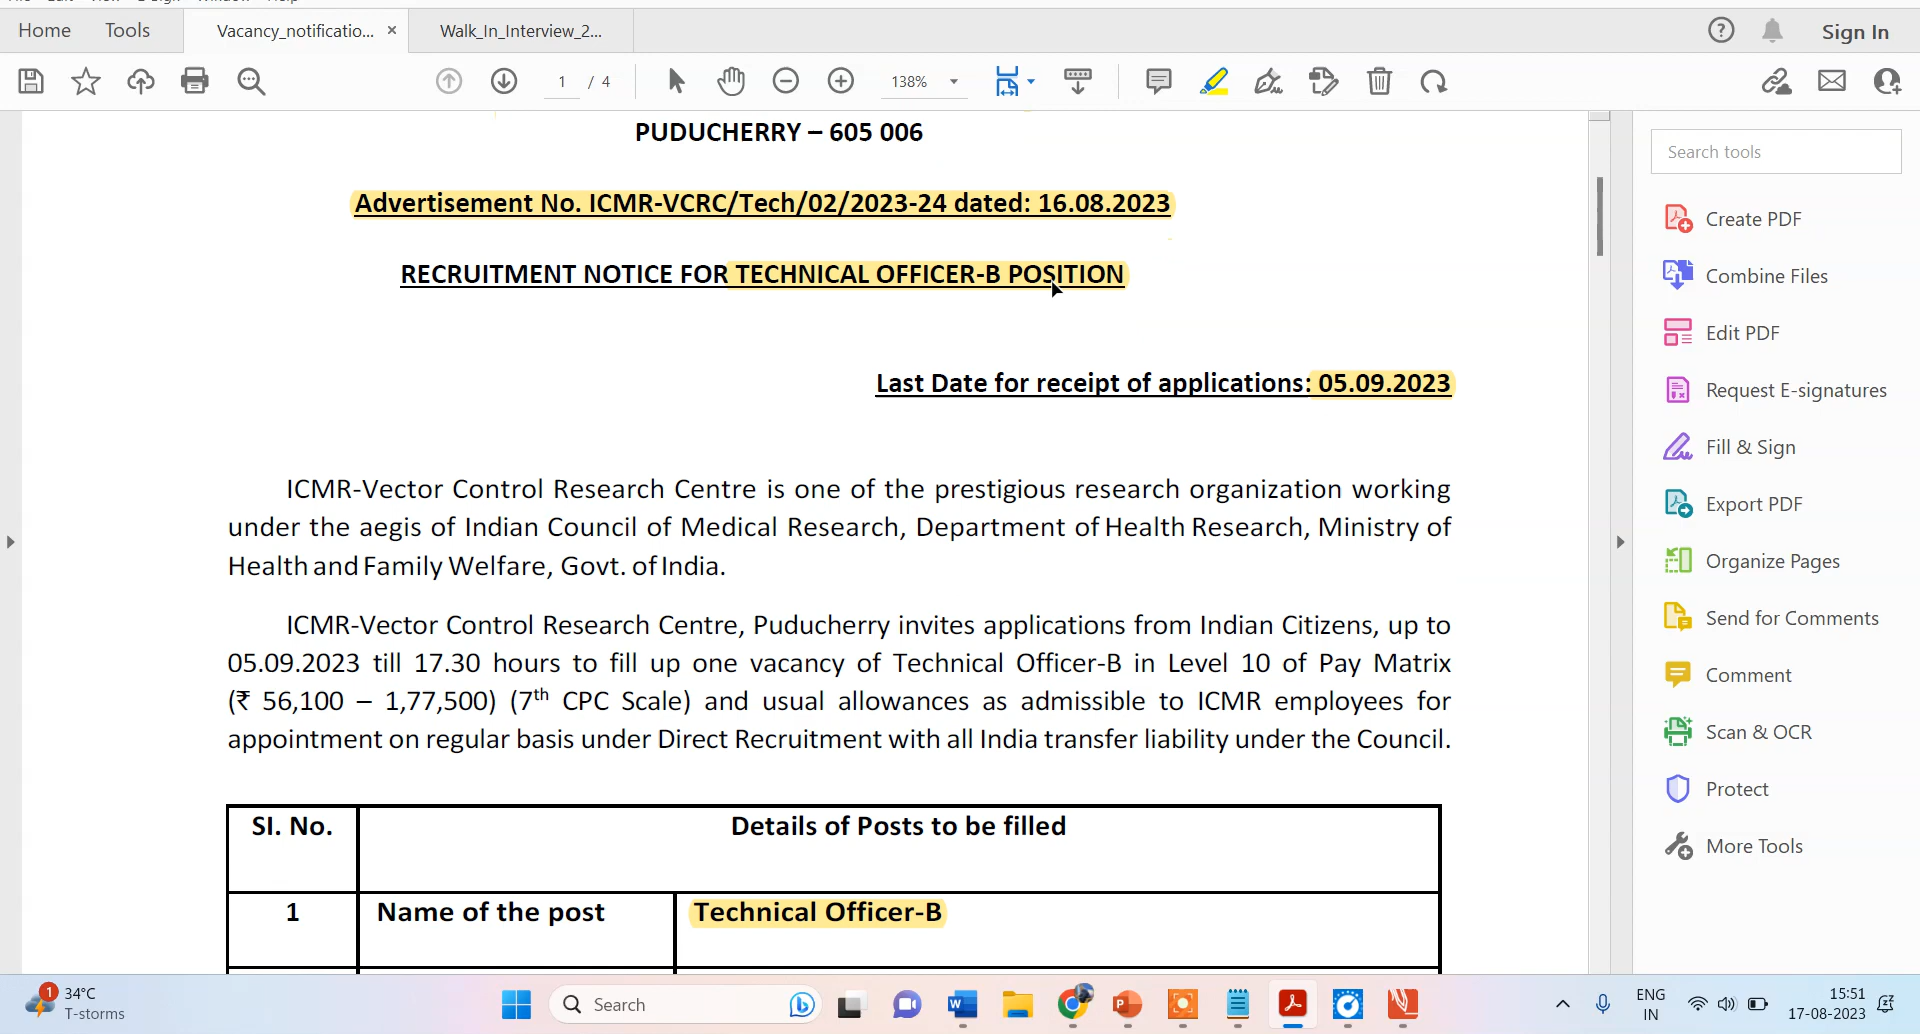 Home Tools Vacancy_notificatio... × Walk_In_Interview_2... Sign In
1 / 4 138%
PUDUCHERRY – 605 006
Advertisement No. ICMR-VCRC/Tech/02/2023-24 dated: 16.08.2023
RECRUITMENT NOTICE FOR TECHNICAL OFFICER-B POSITION
Last Date for receipt of applications: 05.09.2023
ICMR-Vector Control Research Centre is one of the prestigious research organization working
under the aegis of Indian Council of Medical Research, Department of Health Research, Ministry of
Health and Family Welfare, Govt. of India.
ICMR-Vector Control Research Centre, Puducherry invites applications from Indian Citizens, up to
05.09.2023 till 17.30 hours to fill up one vacancy of Technical Officer-B in Level 10 of Pay Matrix
(₹ 56,100 – 1,77,500) (7th CPC Scale) and usual allowances as admissible to ICMR employees for
appointment on regular basis under Direct Recruitment with all India transfer liability under the Council.
SI. No. Details of Posts to be filled
1 Name of the post Technical Officer-B
Search tools
Create PDF
Combine Files
Edit PDF
Request E-signatures
Fill & Sign
Export PDF
Organize Pages
Send for Comments
Comment
Scan & OCR
Protect
More Tools
1
34°C
T-storms
Search
ENG
IN
15:51
17-08-2023